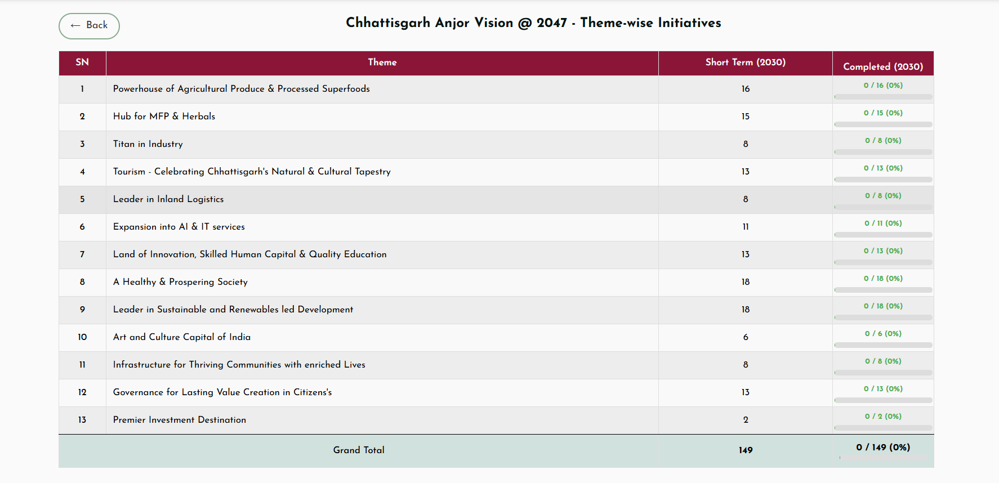 ← Back
Chhattisgarh Anjor Vision @ 2047 - Theme-wise Initiatives
SN Theme Short Term (2030) Completed (2030)
1 Powerhouse of Agricultural Produce & Processed Superfoods 16 0 / 16 (0%)
2 Hub for MFP & Herbals 15 0 / 15 (0%)
3 Titan in Industry 8 0 / 8 (0%)
4 Tourism - Celebrating Chhattisgarh's Natural & Cultural Tapestry 13 0 / 13 (0%)
5 Leader in Inland Logistics 8 0 / 8 (0%)
6 Expansion into AI & IT services 11 0 / 11 (0%)
7 Land of Innovation, Skilled Human Capital & Quality Education 13 0 / 13 (0%)
8 A Healthy & Prospering Society 18 0 / 18 (0%)
9 Leader in Sustainable and Renewables led Development 18 0 / 18 (0%)
10 Art and Culture Capital of India 6 0 / 6 (0%)
11 Infrastructure for Thriving Communities with enriched Lives 8 0 / 8 (0%)
12 Governance for Lasting Value Creation in Citizens's 13 0 / 13 (0%)
13 Premier Investment Destination 2 0 / 2 (0%)
Grand Total 149 0 / 149 (0%)